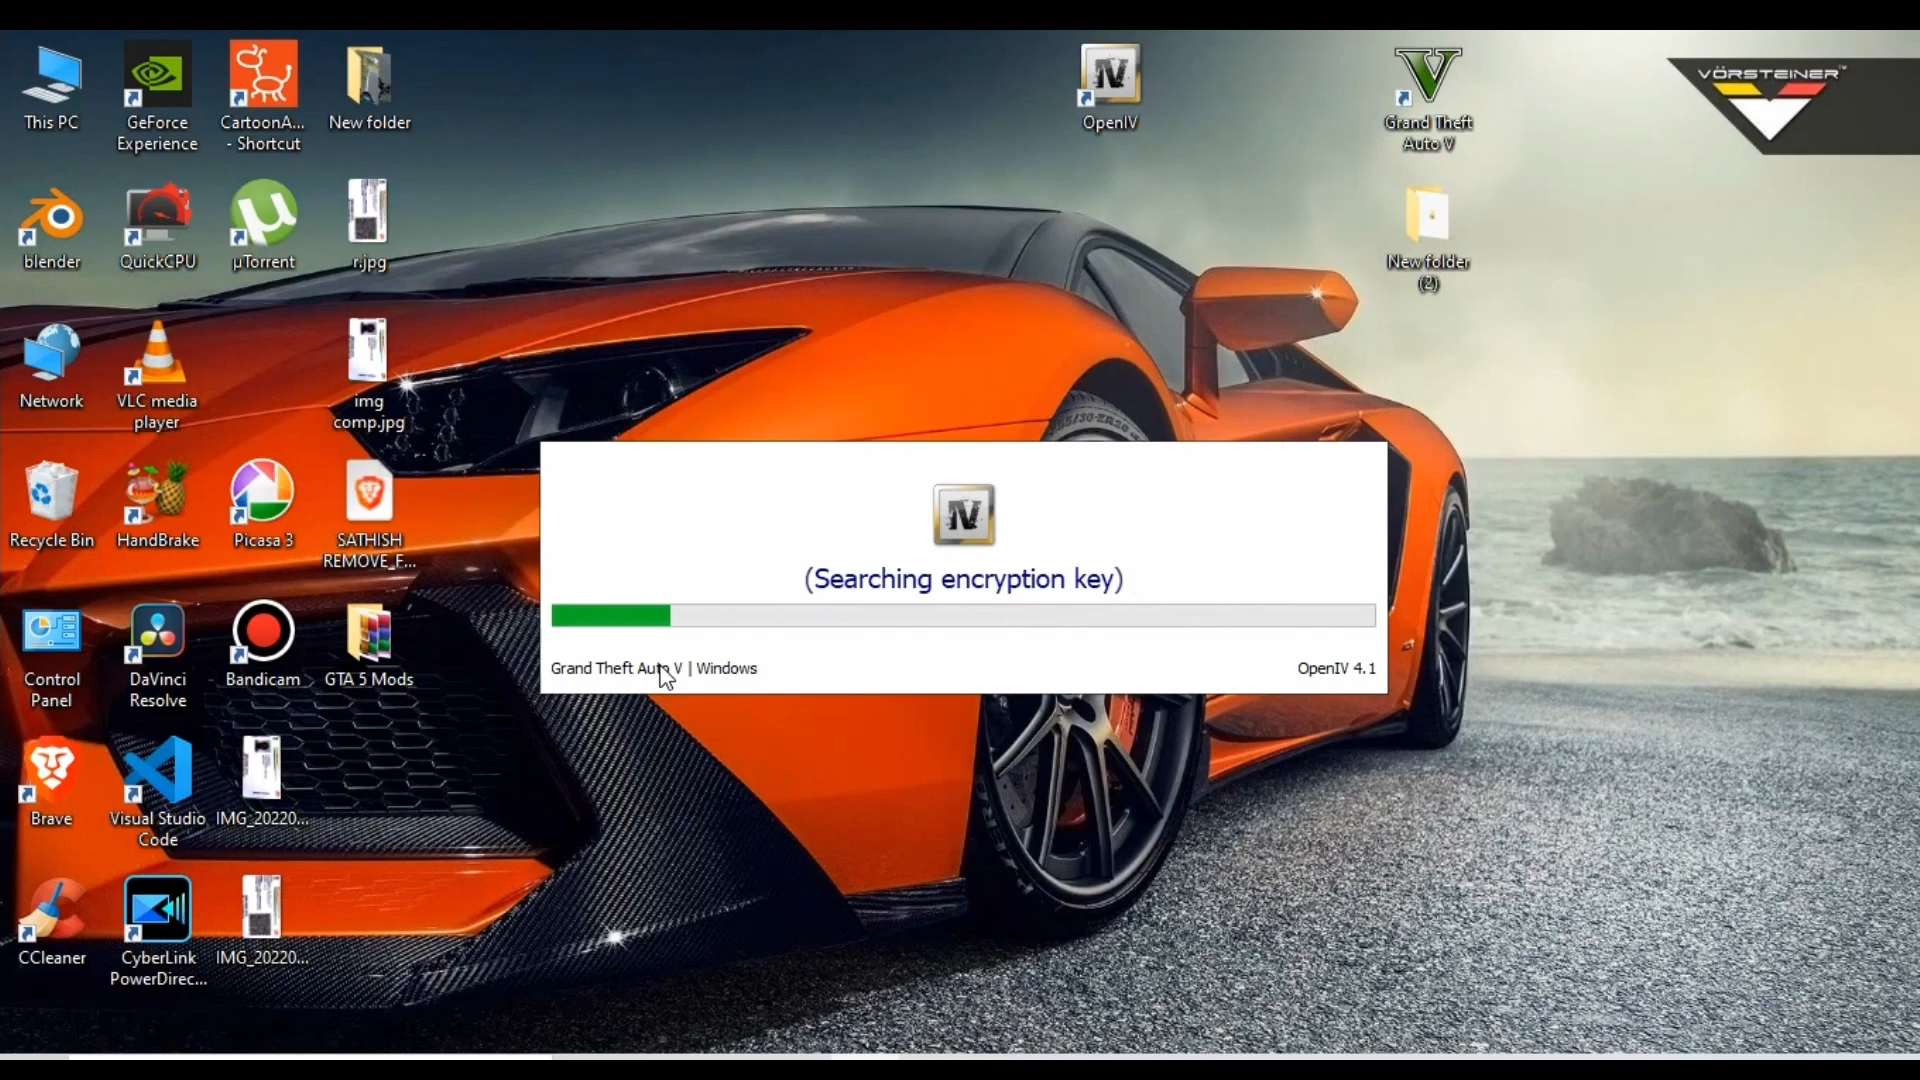 This PC
GeForce
Experience
CartoonA...
- Shortcut
New folder
OpenIV
Grand Theft
Auto V
VÖRSTEINER™
blender
QuickCPU
µTorrent
r.jpg
New folder
(2)
Network
VLC media
player
img
comp.jpg
Recycle Bin
HandBrake
Picasa 3
SATHISH
REMOVE_F...
(Searching encryption key)
Grand Theft Auto V | Windows
OpenIV 4.1
Control
Panel
DaVinci
Resolve
Bandicam
GTA 5 Mods
Brave
Visual Studio
Code
IMG_20220...
CCleaner
CyberLink
PowerDirec...
IMG_20220...